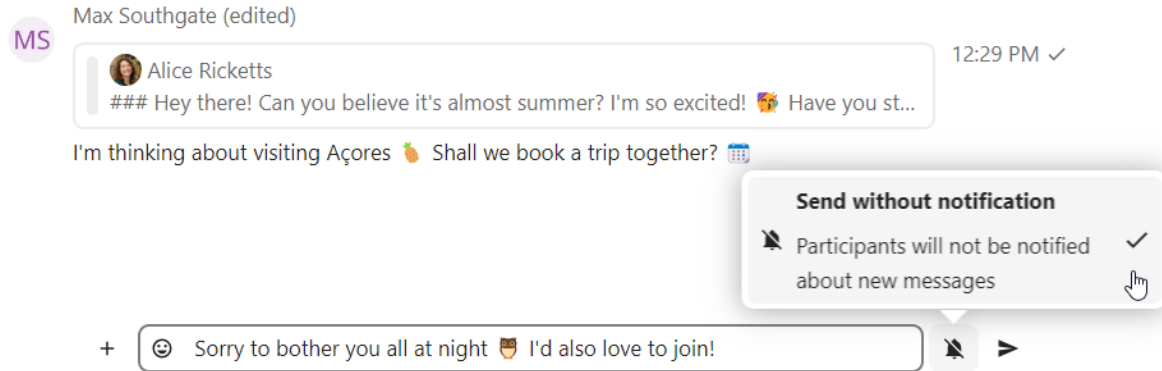 Max Southgate (edited)
MS
Alice Ricketts
12:29 PM
### Hey there! Can you believe it's almost summer? I'm so excited! 🥳 Have you st...
I'm thinking about visiting Açores 🍍 Shall we book a trip together? 🗓️
Send without notification
Participants will not be notified
about new messages
Sorry to bother you all at night 🦉 I'd also love to join!